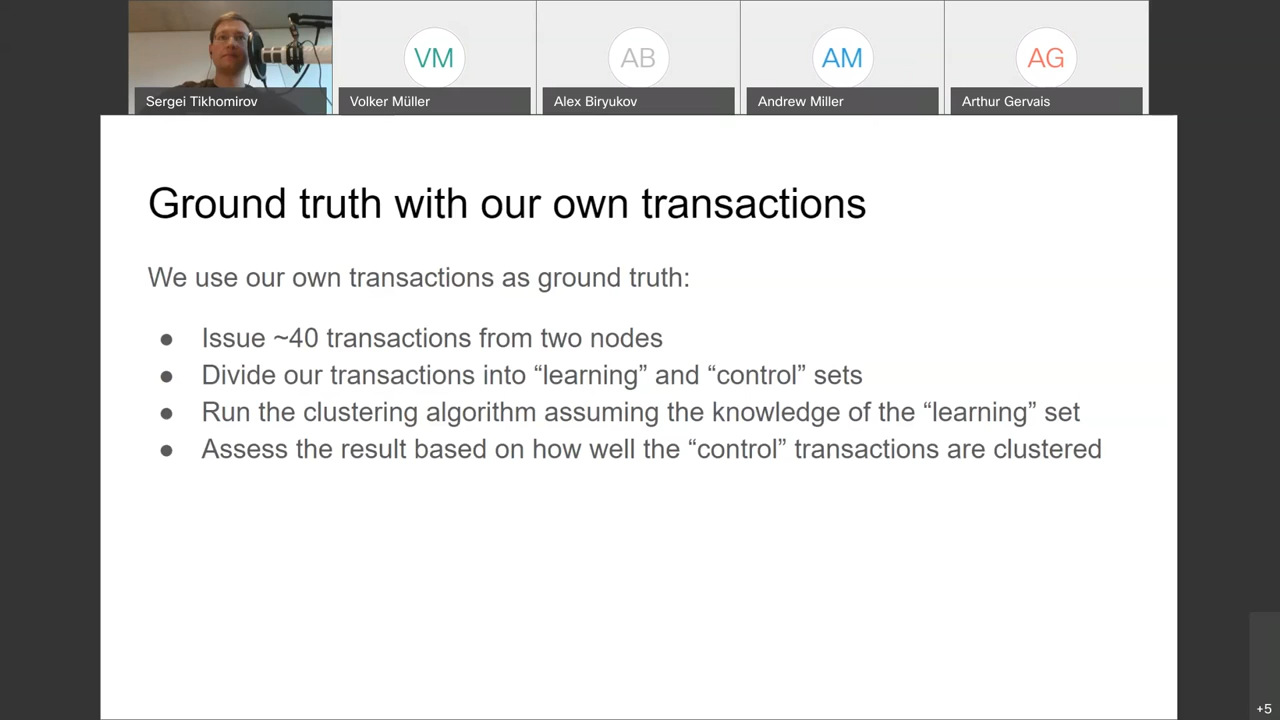 VM
AB
AM
AG
Sergei Tikhomirov
Volker Müller
Alex Biryukov
Andrew Miller
Arthur Gervais
Ground truth with our own transactions
We use our own transactions as ground truth:
● Issue ~40 transactions from two nodes
● Divide our transactions into “learning” and “control” sets
● Run the clustering algorithm assuming the knowledge of the “learning” set
● Assess the result based on how well the “control” transactions are clustered
+5